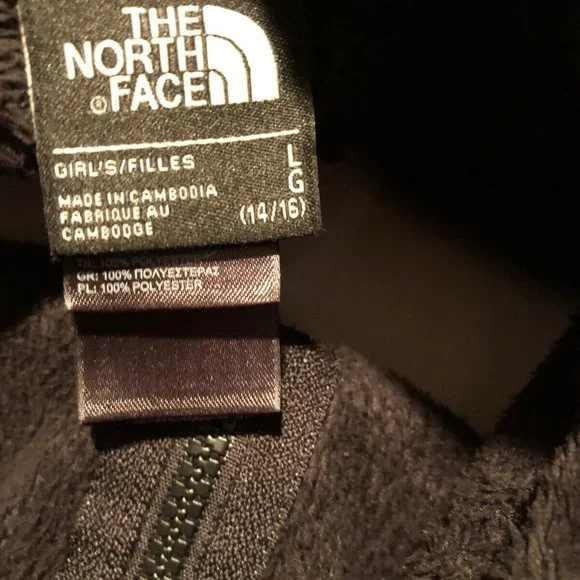 THE
NORTH
®FACE
GIRL'S/FILLES L
G
MADE IN CAMBODIA
FABRIQUE AU (14/16)
CAMBODGE
GR: 100% ΠΟΛΥΕΣΤΕΡΑΣ
PL: 100% POLYESTER